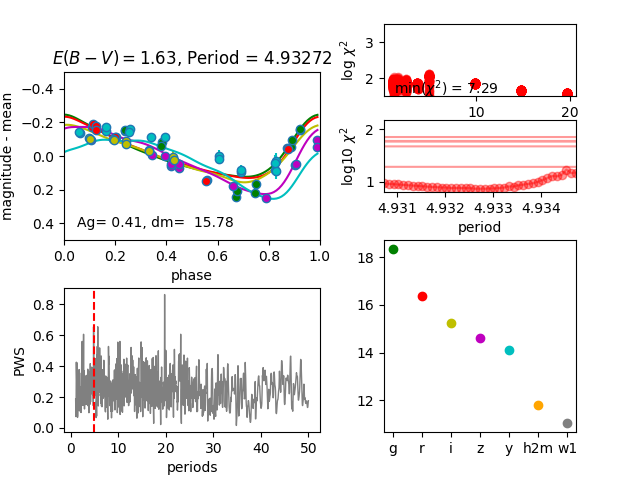 E(B − V) = 1.63, Period = 4.93272
magnitude - mean
−0.4
−0.2
0.0
0.2
0.4
Ag= 0.41, dm=  15.78
0.0 0.2 0.4 0.6 0.8 1.0
phase
log χ²
3
2
min(χ²) = 7.29
10 20
log10 χ²
2
1
4.931 4.932 4.933 4.934
period
PWS
0.8
0.6
0.4
0.2
0.0
0 10 20 30 40 50
periods
18
16
14
12
g r i z y h2m w1